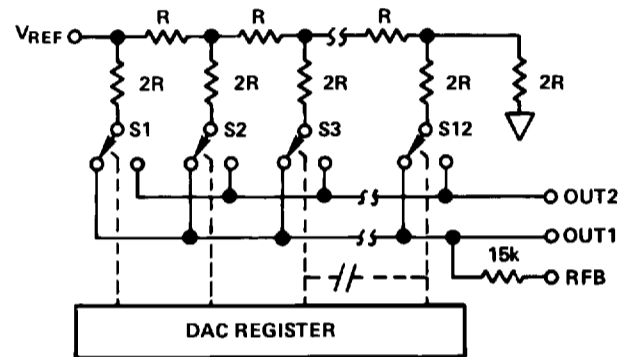 R R R
VREF
2R 2R 2R 2R 2R
S1 S2 S3 S12
OUT2
OUT1
15k
RFB
DAC REGISTER